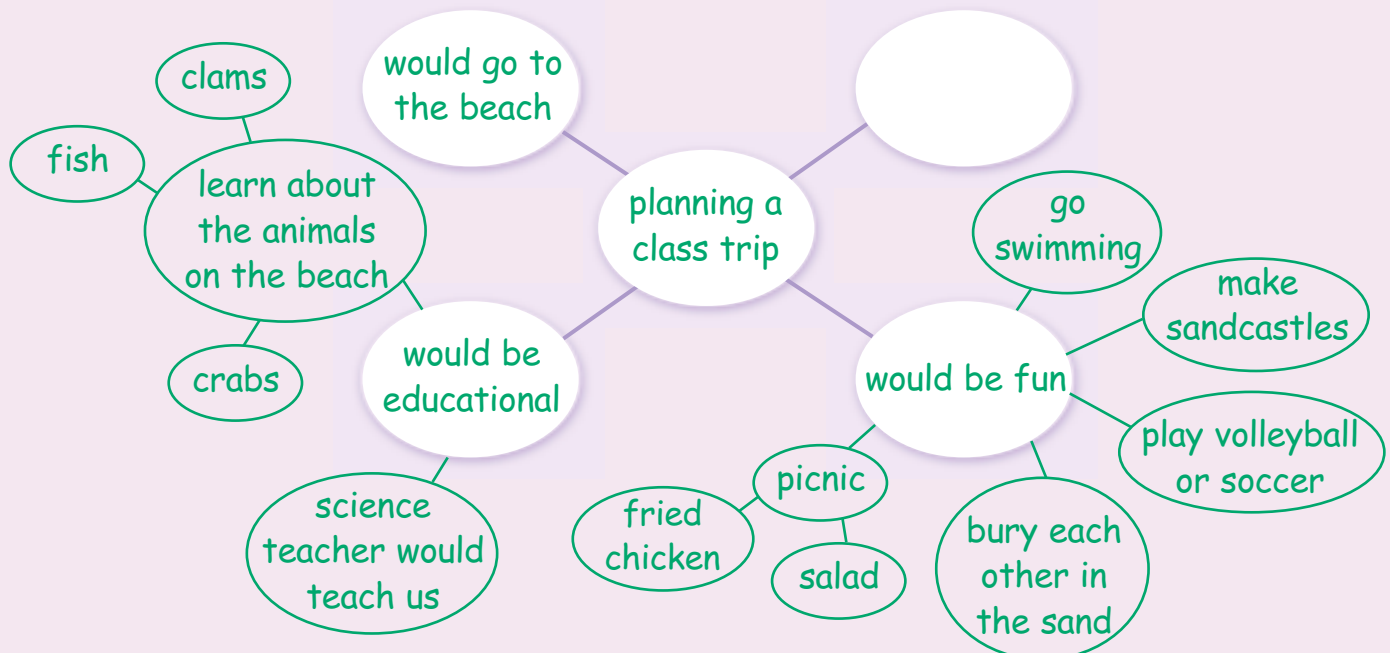 would go to
the beach
clams
fish
learn about
the animals
on the beach
crabs
planning a
class trip
would be
educational
science
teacher would
teach us
would be fun
go
swimming
make
sandcastles
play volleyball
or soccer
bury each
other in
the sand
picnic
fried
chicken
salad